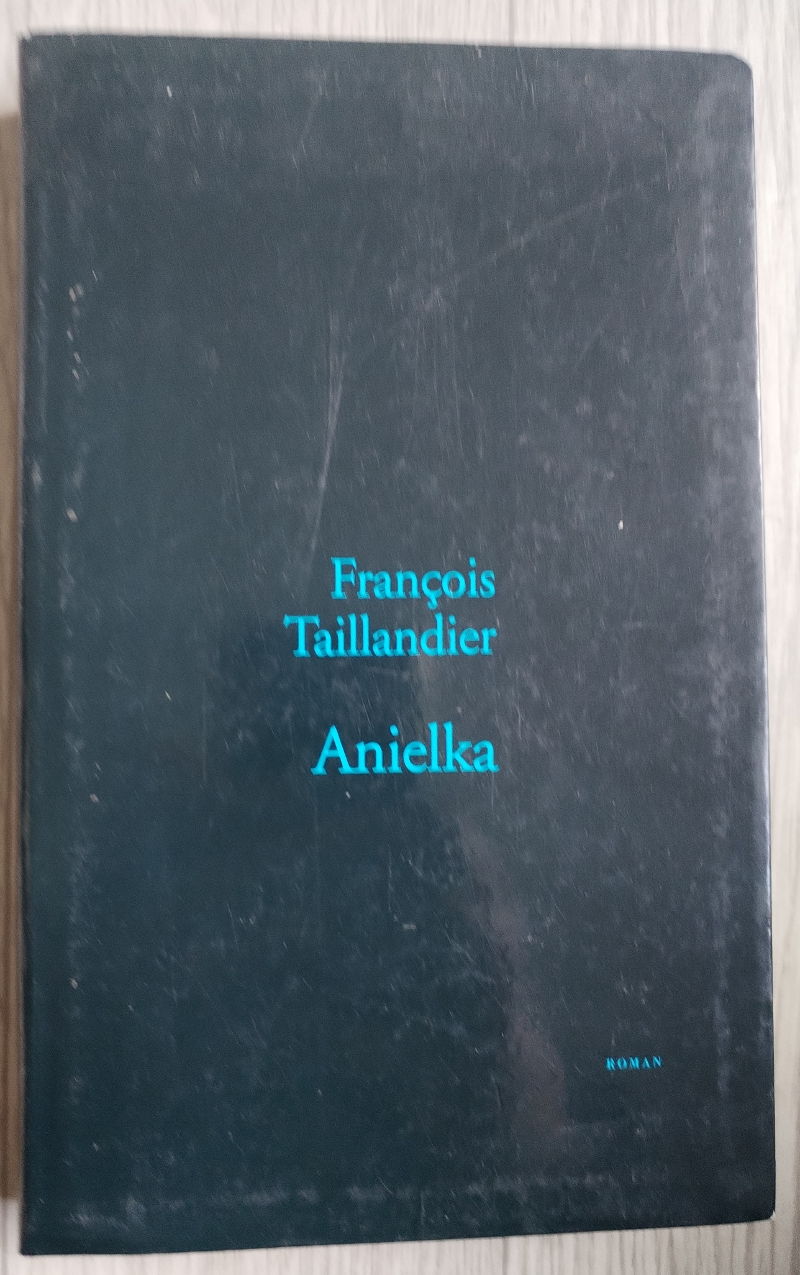 François
Taillandier
Anielka
ROMAN